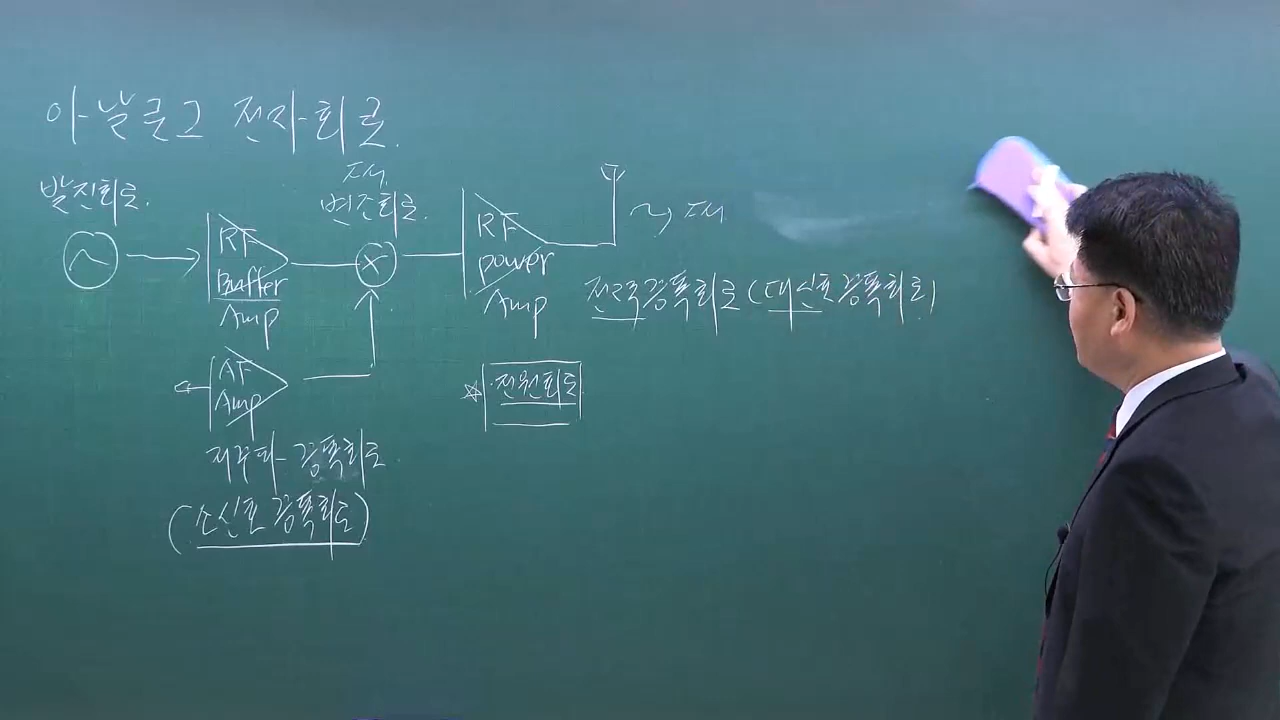 아날로그 전자회로.
발진회로.
FM.
변조회로.
RF
Buffer
Amp
RF
power
Amp
FM
전력증폭회로 (대신호증폭회로)
AF
Amp
전원회로
저주파 증폭회로
(소신호증폭회로)